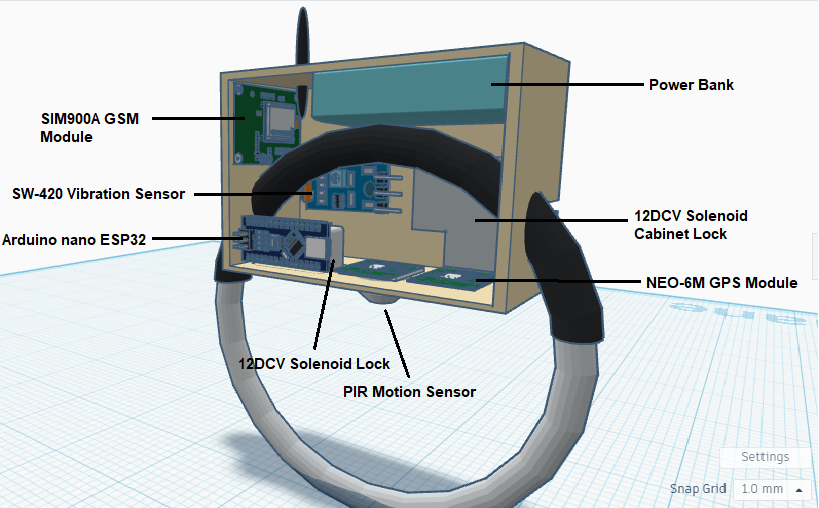 Power Bank
SIM900A GSM
Module
SW-420 Vibration Sensor
12DCV Solenoid
Cabinet Lock
Arduino nano ESP32
NEO-6M GPS Module
12DCV Solenoid Lock
PIR Motion Sensor
Settings
Snap Grid 1.0 mm